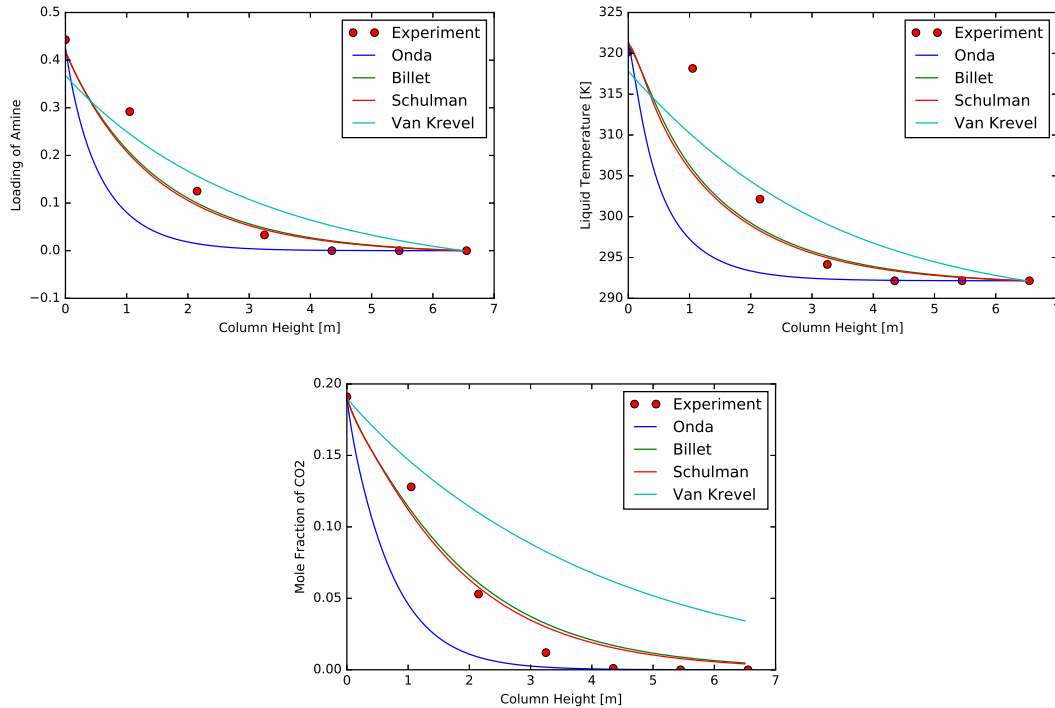 0.5
0.4
0.3
0.2
0.1
0.0
−0.1
0 1 2 3 4 5 6 7
Column Height [m]
Loading of Amine
Experiment
Onda
Billet
Schulman
Van Krevel
325
320
315
310
305
300
295
290
0 1 2 3 4 5 6 7
Column Height [m]
Liquid Temperature [K]
Experiment
Onda
Billet
Schulman
Van Krevel
0.20
0.15
0.10
0.05
0.00
0 1 2 3 4 5 6 7
Column Height [m]
Mole Fraction of CO2
Experiment
Onda
Billet
Schulman
Van Krevel